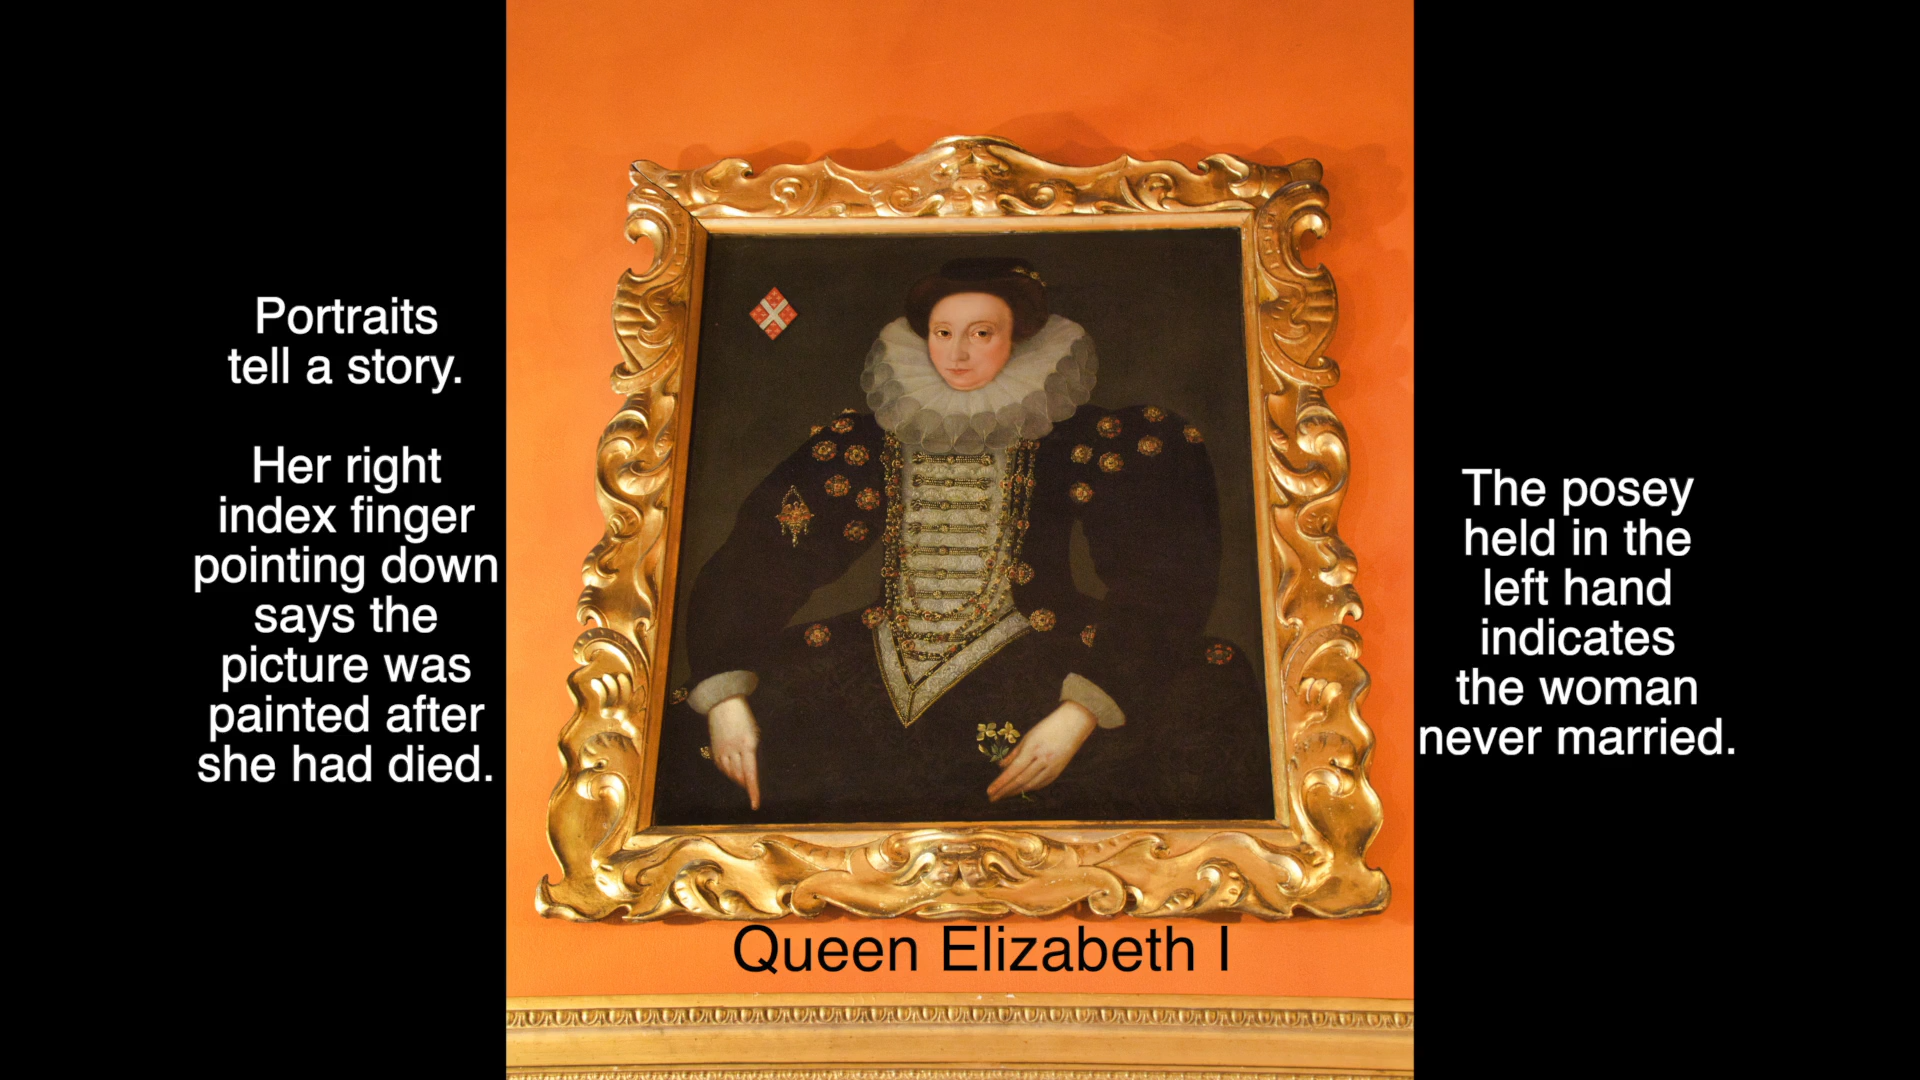 Portraits
tell a story.
Her right
index finger
pointing down
says the
picture was
painted after
she had died.
The posey
held in the
left hand
indicates
the woman
never married.
Queen Elizabeth I